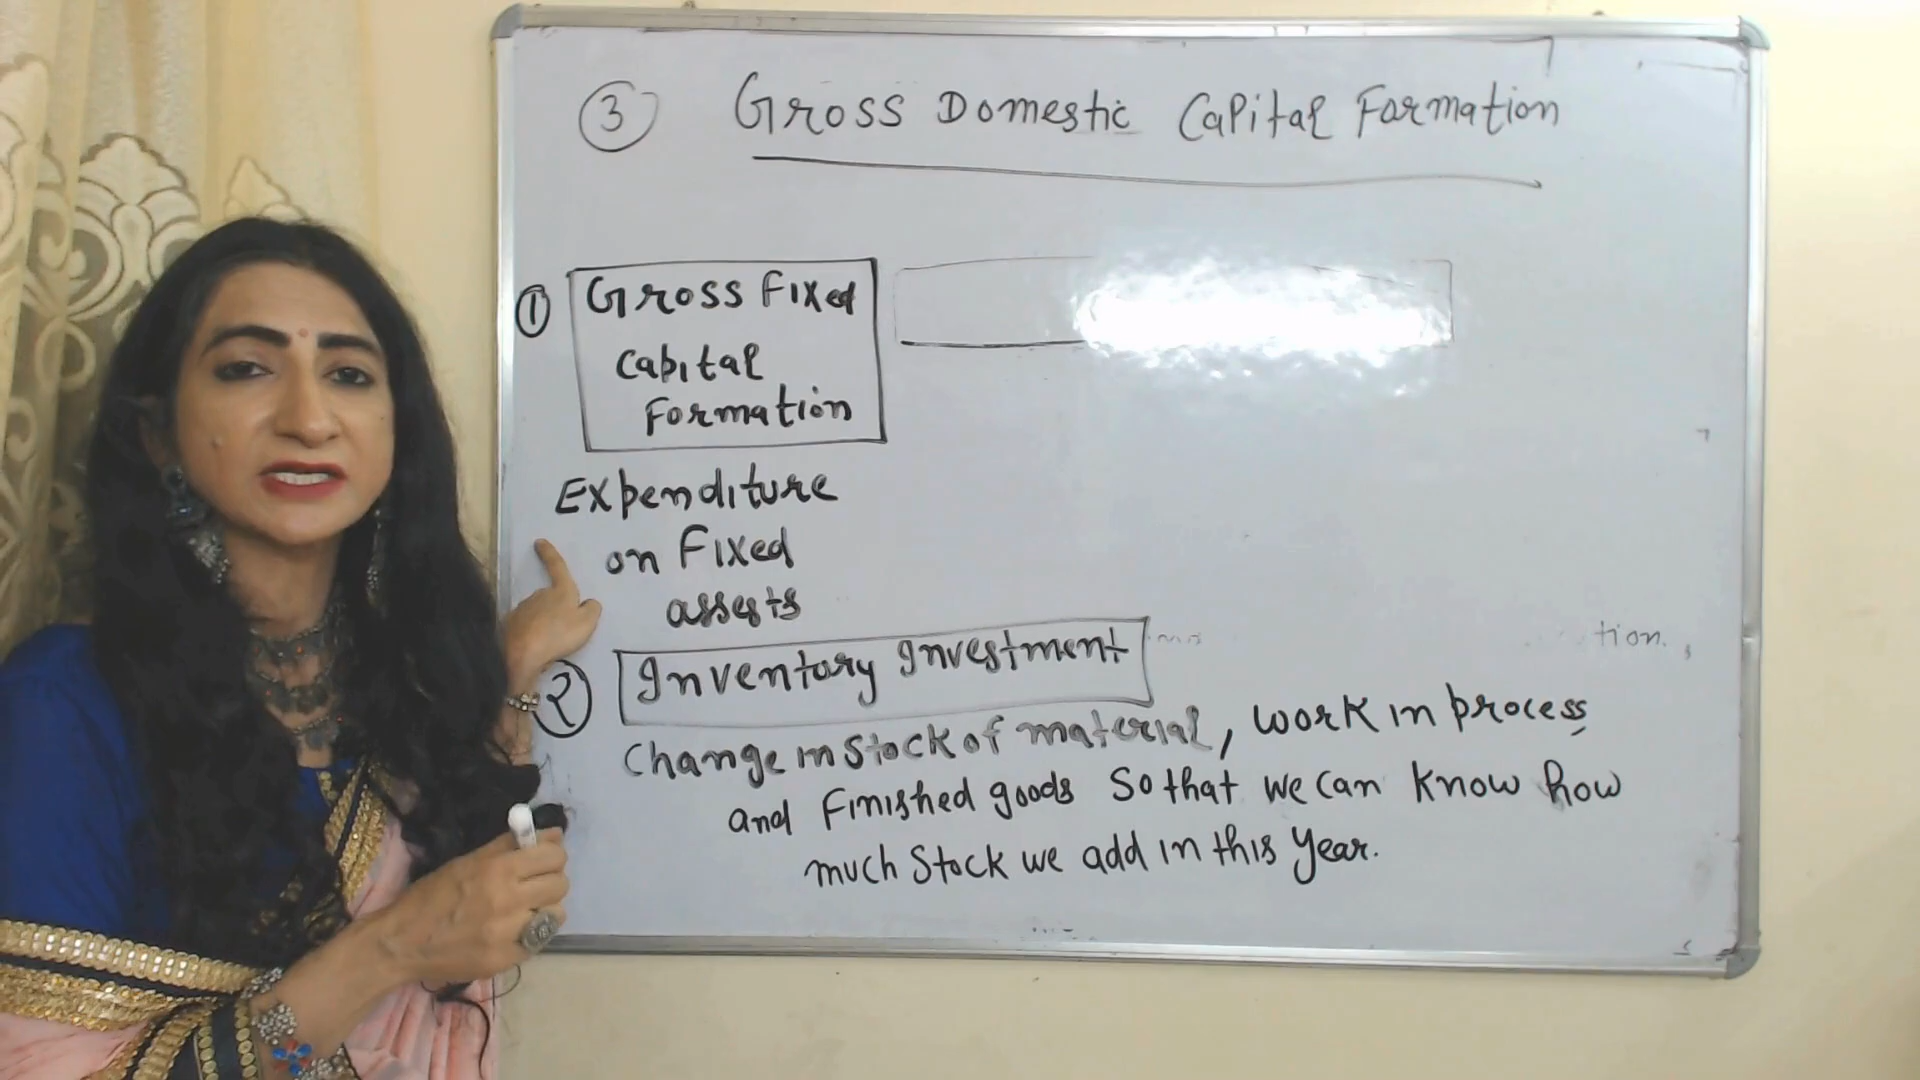 3 Gross Domestic Capital Formation
1 Gross Fixed
Capital
Formation
Expenditure
on Fixed
assets
2 Inventory Investment
tion.
Change in Stock of material, work in process
and Finished goods So that we can know how
much Stock we add in this year.